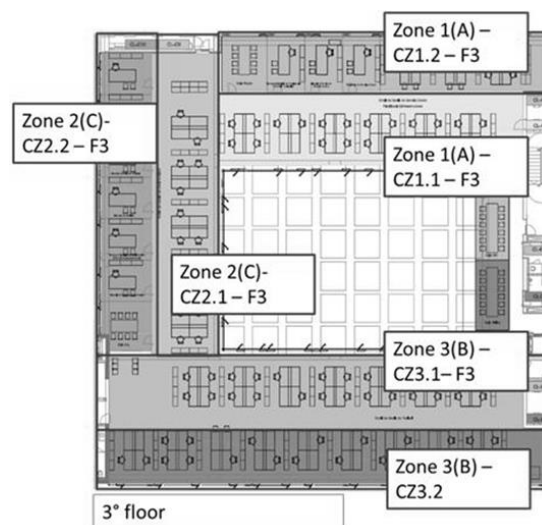 Zone 1(A) –
CZ1.2 – F3
Zone 2(C)-
CZ2.2 – F3
Zone 1(A) –
CZ1.1 – F3
Zone 2(C)-
CZ2.1 – F3
Zone 3(B) –
CZ3.1– F3
Zone 3(B) –
CZ3.2
3° floor